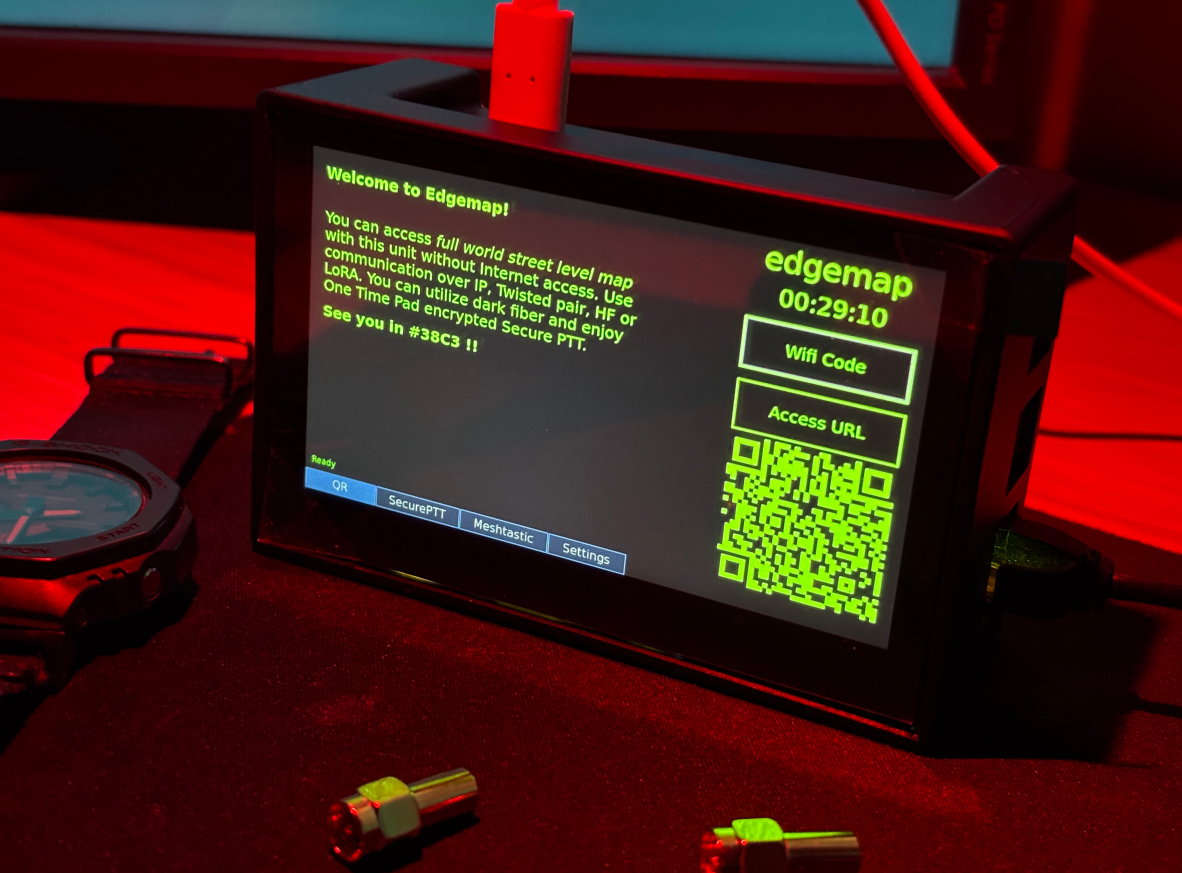 Welcome to Edgemap!
You can access full world street level map
with this unit without Internet access. Use
communication over IP, Twisted pair, HF or
LoRA. You can utilize dark fiber and enjoy
One Time Pad encrypted Secure PTT.
See you in #38C3 !!
edgemap
00:29:10
Wifi Code
Access URL
Ready
QR
SecurePTT
Meshtastic
Settings
START